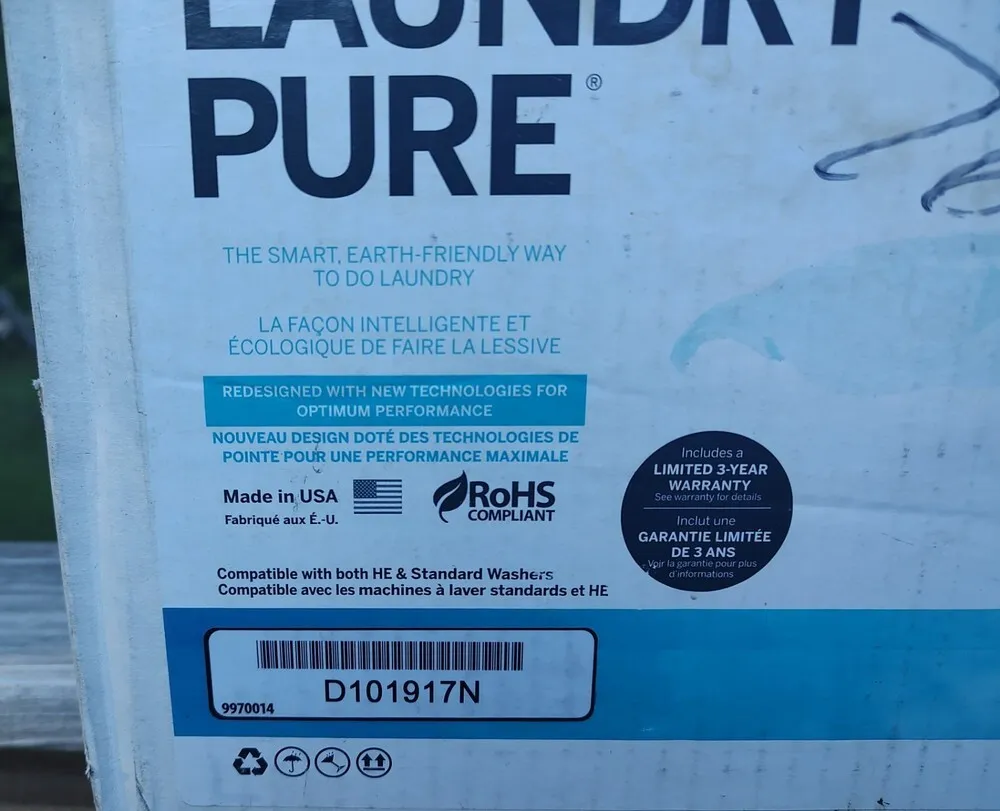 LAUNDRY
PURE®
THE SMART, EARTH-FRIENDLY WAY
TO DO LAUNDRY
LA FAÇON INTELLIGENTE ET
ÉCOLOGIQUE DE FAIRE LA LESSIVE
REDESIGNED WITH NEW TECHNOLOGIES FOR
OPTIMUM PERFORMANCE
NOUVEAU DESIGN DOTÉ DES TECHNOLOGIES DE
POINTE POUR UNE PERFORMANCE MAXIMALE
Made in USA
Fabriqué aux É.-U.
RoHS
COMPLIANT
Includes a
LIMITED 3-YEAR
WARRANTY
See warranty for details
Inclut une
GARANTIE LIMITÉE
DE 3 ANS
Voir la garantie pour plus
d'informations
Compatible with both HE & Standard Washers
Compatible avec les machines à laver standards et HE
D101917N
9970014